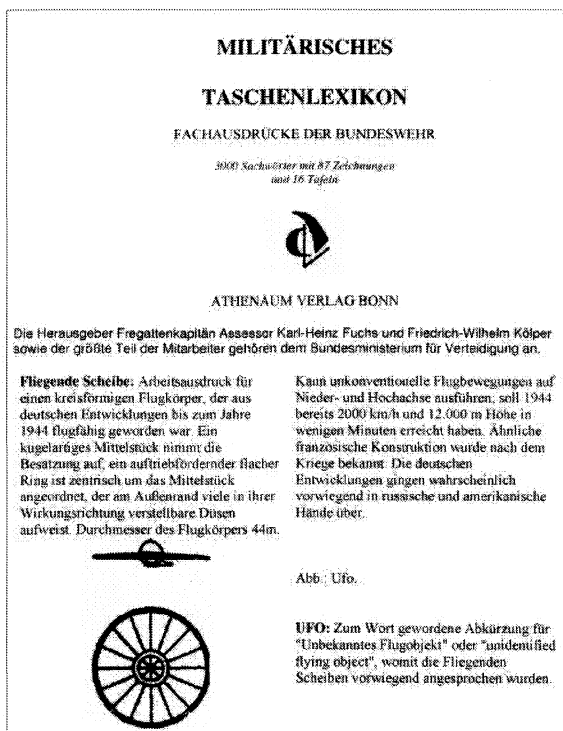 MILITÄRISCHES
TASCHENLEXIKON
FACHAUSDRÜCKE DER BUNDESWEHR
3000 Sachwörter mit 87 Zeichnungen
und 16 Tafeln
ATHENAUM VERLAG BONN
Die Herausgeber Fregattenkapitän Assessor Karl-Heinz Fuchs und Friedrich-Wilhelm Kölper
sowie der größte Teil der Mitarbeiter gehören dem Bundesministerium für Verteidigung an.
Fliegende Scheibe: Arbeitsausdruck für
einen kreisförmigen Flugkörper, der aus
deutschen Entwicklungen bis zum Jahre
1944 flugfähig geworden war. Ein
kugelartiges Mittelstück nimmt die
Besatzung auf, ein auftriebfördernder flacher
Ring ist zentrisch um das Mittelstück
angeordnet, der am Außenrand viele in ihrer
Wirkungsrichtung verstellbare Düsen
aufweist. Durchmesser des Flugkörpers 44m.
Kann unkonventionelle Flugbewegungen auf
Nieder- und Hochachse ausführen; soll 1944
bereits 2000 km/h und 12.000 m Höhe in
wenigen Minuten erreicht haben. Ähnliche
französische Konstruktion wurde nach dem
Kriege bekannt. Die deutschen
Entwicklungen gingen wahrscheinlich
vorwiegend in russische und amerikanische
Hände über.
Abb.: Ufo.
UFO: Zum Wort gewordene Abkürzung für
"Unbekanntes Flugobjekt" oder "unidentified
flying object", womit die Fliegenden
Scheiben vorwiegend angesprochen wurden.